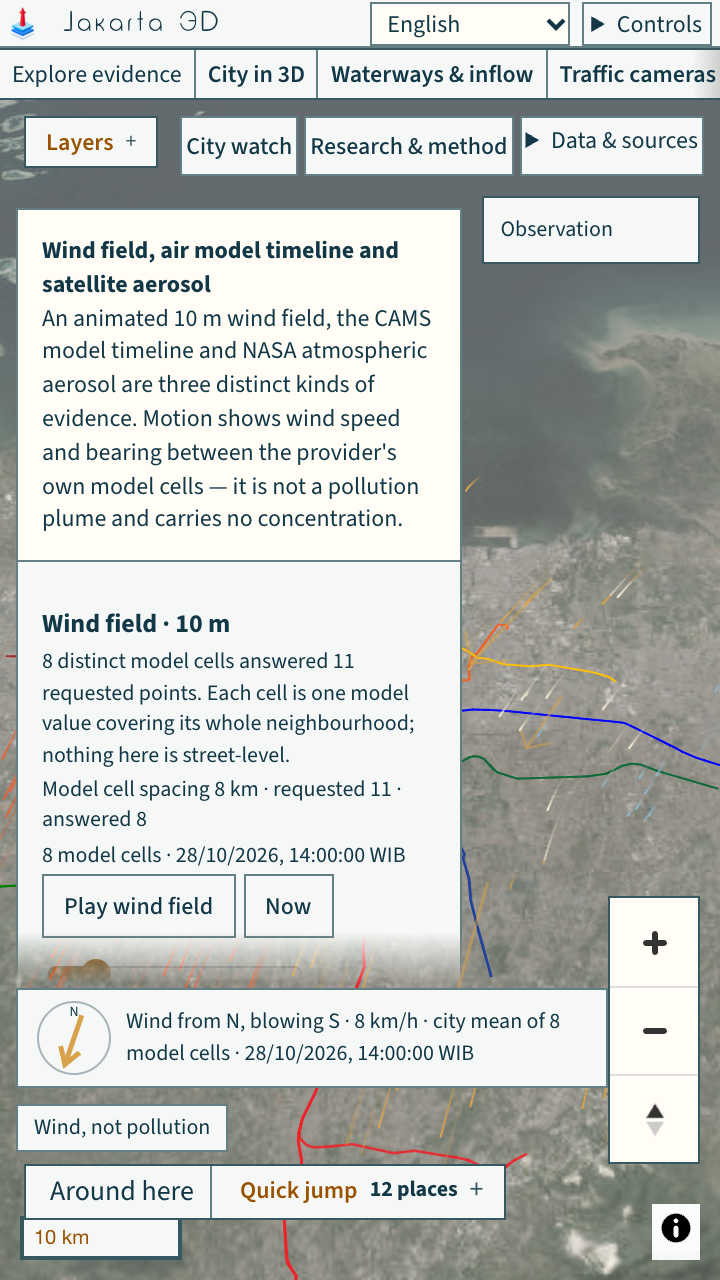 Jakarta 3D
English
Controls
Explore evidence
City in 3D
Waterways & inflow
Traffic cameras
Layers +
City watch
Research & method
Data & sources
Observation
Wind field, air model timeline and
satellite aerosol
An animated 10 m wind field, the CAMS
model timeline and NASA atmospheric
aerosol are three distinct kinds of
evidence. Motion shows wind speed
and bearing between the provider's
own model cells — it is not a pollution
plume and carries no concentration.
Wind field · 10 m
8 distinct model cells answered 11
requested points. Each cell is one model
value covering its whole neighbourhood;
nothing here is street-level.
Model cell spacing 8 km · requested 11 ·
answered 8
8 model cells · 28/10/2026, 14:00:00 WIB
Play wind field
Now
N
Wind from N, blowing S · 8 km/h · city mean of 8
model cells · 28/10/2026, 14:00:00 WIB
Wind, not pollution
Around here
Quick jump 12 places +
10 km